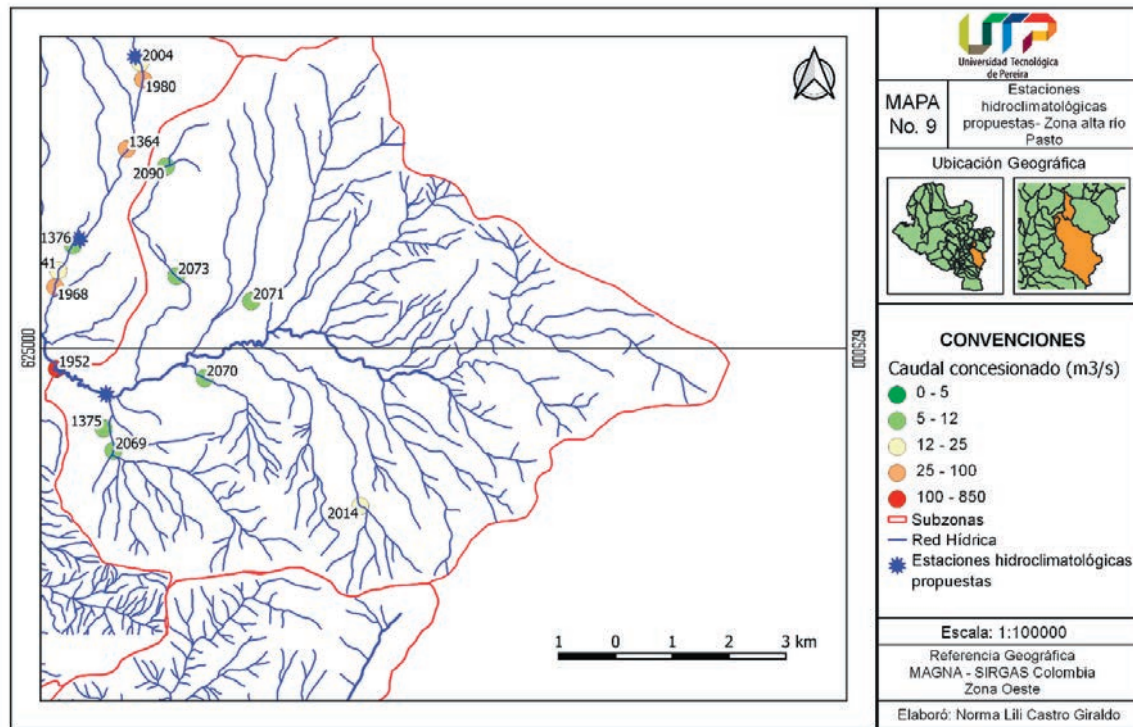 2004
1980
1364
2090
1376
41
1968
2073
2071
625000
625000
1952
2070
1375
2069
2014
1 0 1 2 3 km
UTP
Universidad Tecnológica
de Pereira
MAPA
No. 9
Estaciones
hidroclimatológicas
propuestas- Zona alta río
Pasto
Ubicación Geográfica
CONVENCIONES
Caudal concesionado (m3/s)
0 - 5
5 - 12
12 - 25
25 - 100
100 - 850
Subzonas
Red Hídrica
Estaciones hidroclimatológicas
propuestas
Escala: 1:100000
Referencia Geográfica
MAGNA - SIRGAS Colombia
Zona Oeste
Elaboró: Norma Lili Castro Giraldo